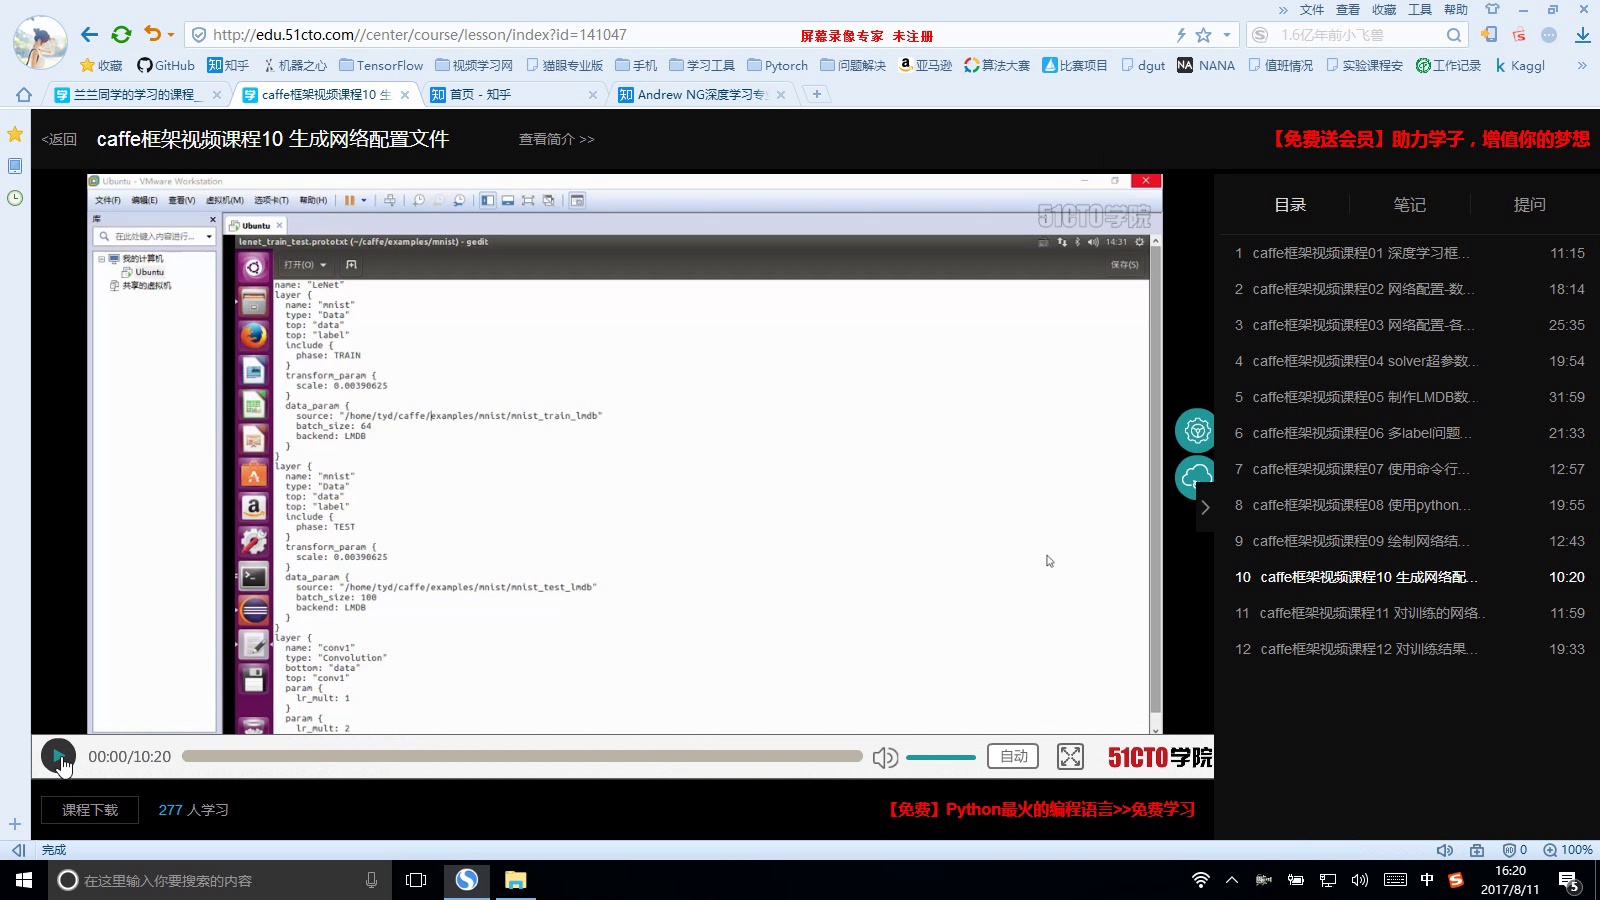 » 文件 查看 收藏 工具 帮助
http://edu.51cto.com//center/course/lesson/index?id=141047
屏幕录像专家 未注册
1.6亿年前小飞兽
收藏 GitHub 知乎 机器之心 TensorFlow 视频学习网 猫眼专业版 手机 学习工具 Pytorch 问题解决 亚马逊 算法大赛 比赛项目 dgut NANA 值班情况 实验课程安 工作记录 Kaggl »
兰兰同学的学习的课程_ caffe框架视频课程10 生 首页 - 知乎 Andrew NG深度学习专
<返回 caffe框架视频课程10 生成网络配置文件 查看简介 >>
【免费送会员】助力学子，增值你的梦想
Ubuntu - VMware Workstation
文件(F) 编辑(E) 查看(V) 虚拟机(M) 选项卡(T) 帮助(H)
51CTO学院
库
在此处键入内容进行...
我的计算机
Ubuntu
共享的虚拟机
Ubuntu
lenet_train_test.prototxt (~/caffe/examples/mnist) - gedit 14:31
打开(O) 保存(S)
name: "LeNet"
layer {
name: "mnist"
type: "Data"
top: "data"
top: "label"
include {
phase: TRAIN
}
transform_param {
scale: 0.00390625
}
data_param {
source: "/home/tyd/caffe/examples/mnist/mnist_train_lmdb"
batch_size: 64
backend: LMDB
}
}
layer {
name: "mnist"
type: "Data"
top: "data"
top: "label"
include {
phase: TEST
}
transform_param {
scale: 0.00390625
}
data_param {
source: "/home/tyd/caffe/examples/mnist/mnist_test_lmdb"
batch_size: 100
backend: LMDB
}
}
layer {
name: "conv1"
type: "Convolution"
bottom: "data"
top: "conv1"
param {
lr_mult: 1
}
param {
lr_mult: 2
目录 笔记 提问
1 caffe框架视频课程01 深度学习框... 11:15
2 caffe框架视频课程02 网络配置-数... 18:14
3 caffe框架视频课程03 网络配置-各... 25:35
4 caffe框架视频课程04 solver超参数... 19:54
5 caffe框架视频课程05 制作LMDB数... 31:59
6 caffe框架视频课程06 多label问题... 21:33
7 caffe框架视频课程07 使用命令行... 12:57
8 caffe框架视频课程08 使用python... 19:55
9 caffe框架视频课程09 绘制网络结... 12:43
10 caffe框架视频课程10 生成网络配... 10:20
11 caffe框架视频课程11 对训练的网络.. 11:59
12 caffe框架视频课程12 对训练结果... 19:33
00:00/10:20 自动 51CTO学院
课程下载 277 人学习
【免费】Python最火的编程语言>>免费学习
完成 0 100%
在这里输入你要搜索的内容
中 16:20
2017/8/11 5